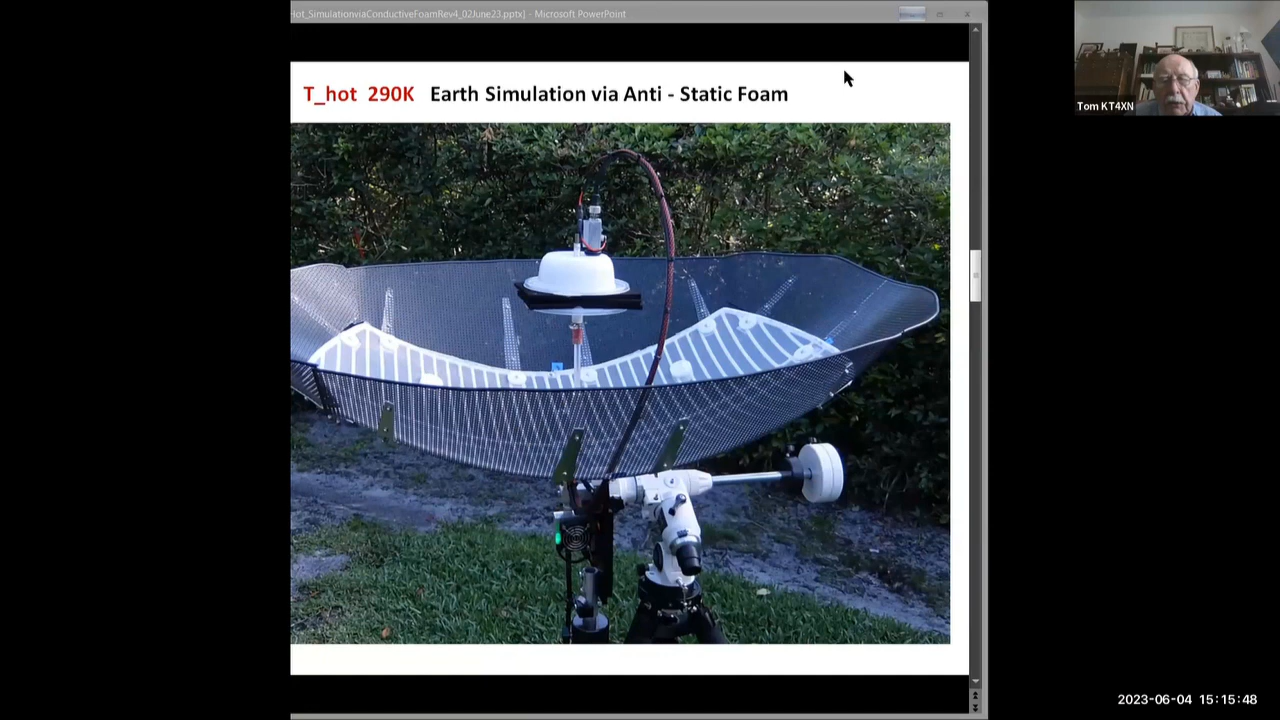 Hot_SimulationviaConductiveFoamRev4_02June23.pptx] - Microsoft PowerPoint
T_hot 290K Earth Simulation via Anti - Static Foam
Tom KT4XN
2023-06-04 15:15:48